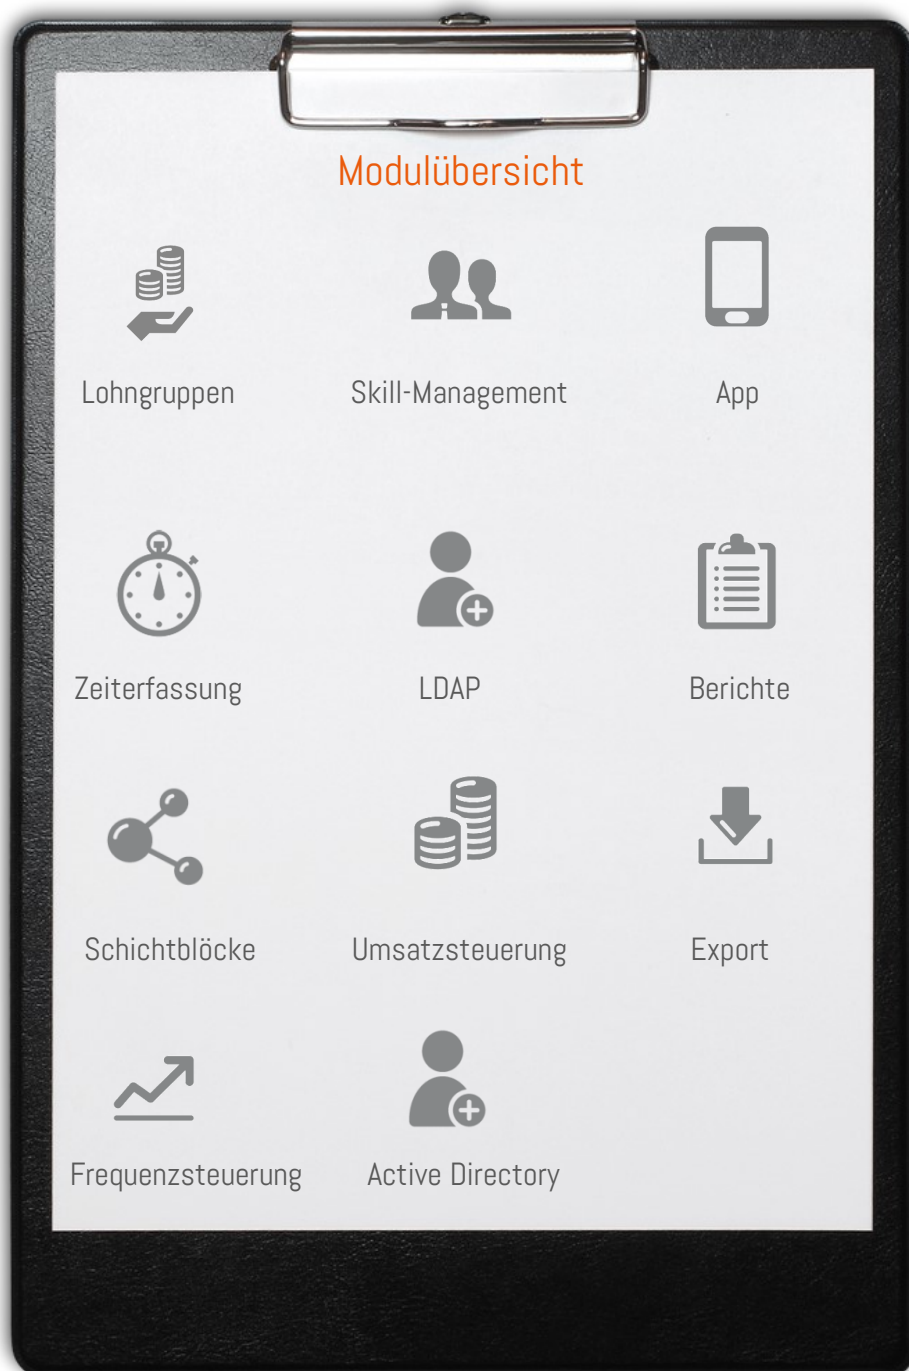 Modulübersicht
Lohngruppen
Skill-Management
App
Zeiterfassung
LDAP
Berichte
Schichtblöcke
Umsatzsteuerung
Export
Frequenzsteuerung
Active Directory